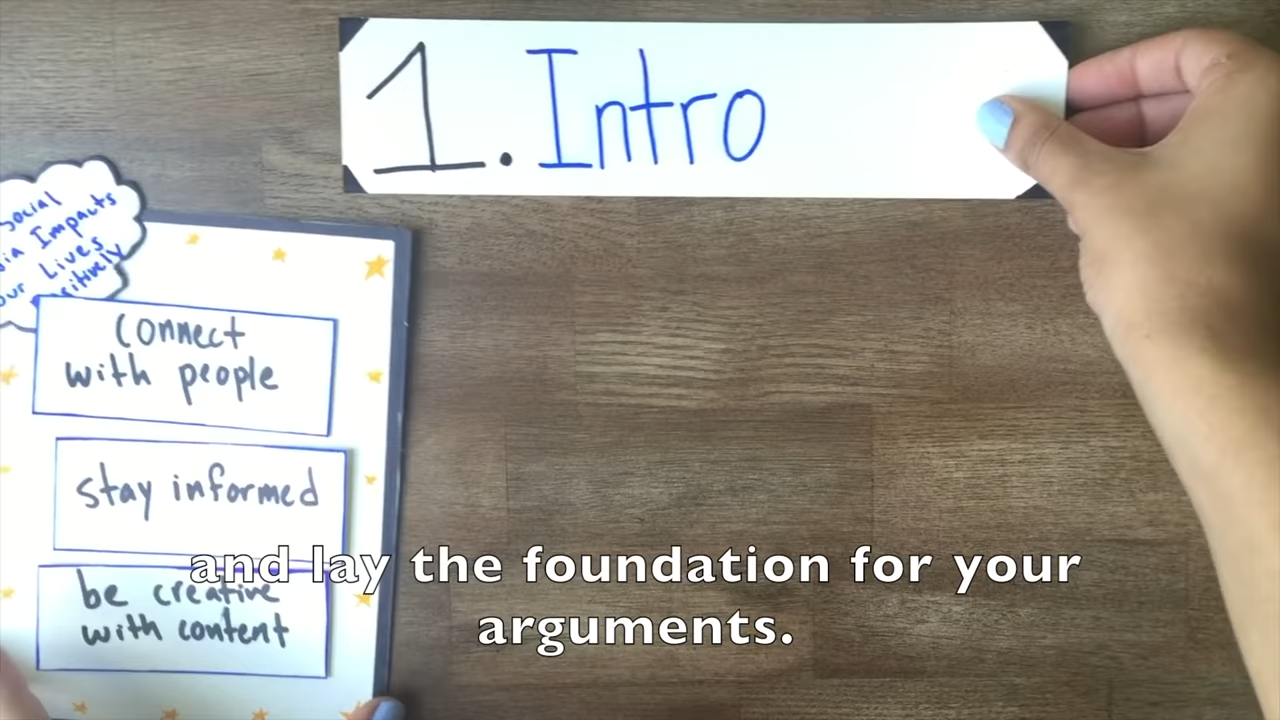 1. Intro
Social
Impacts
Lives
connect
with people
stay informed
be creative
with content
and lay the foundation for your
arguments.